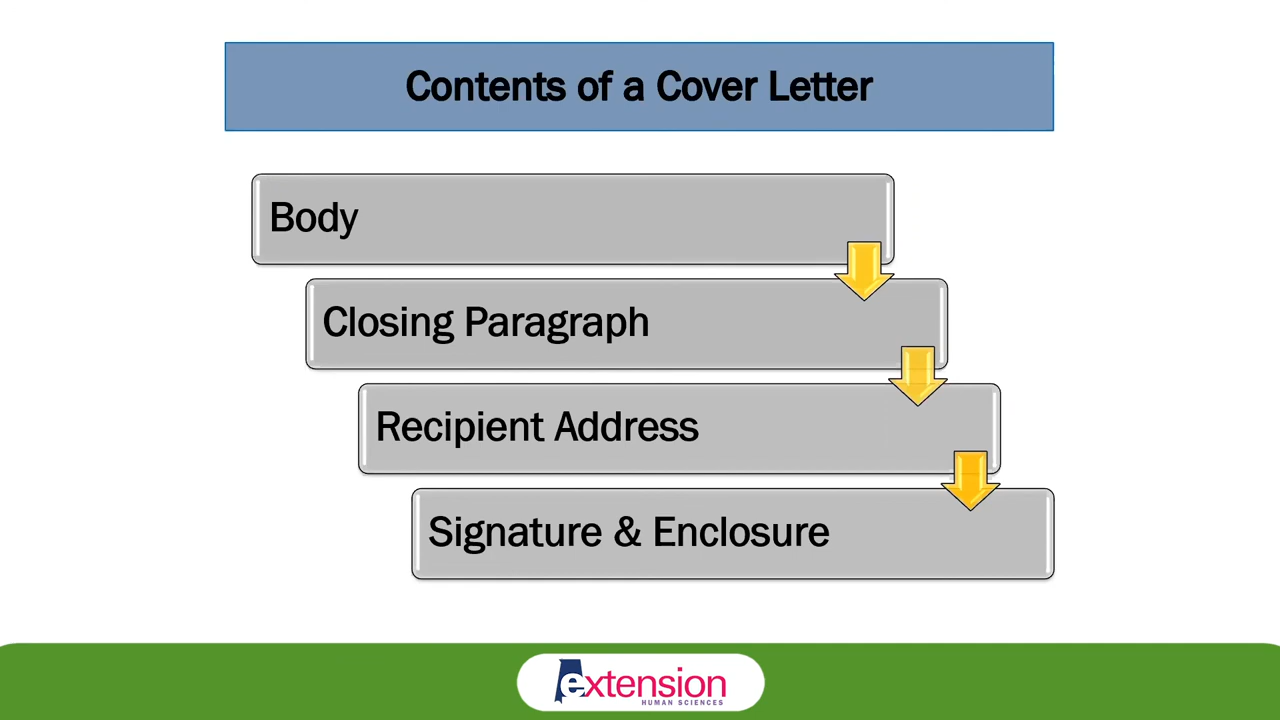 Contents of a Cover Letter
Body
Closing Paragraph
Recipient Address
Signature & Enclosure
extension
HUMAN SCIENCES